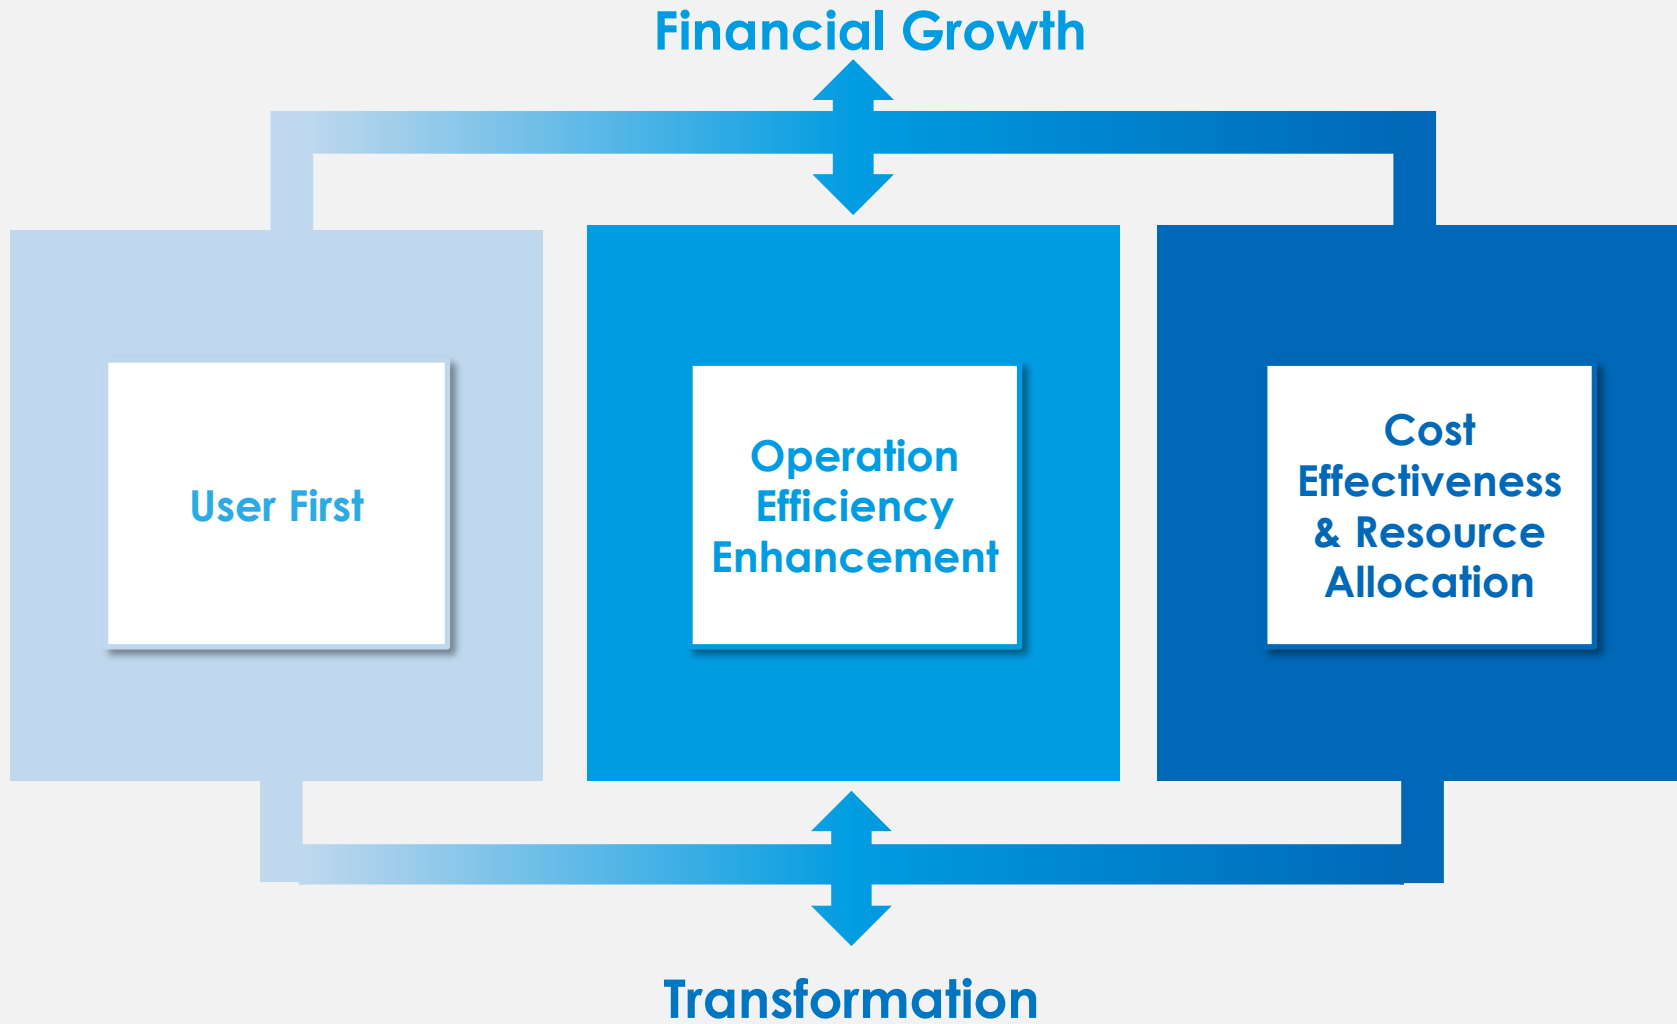 Financial Growth
User First
Operation
Efficiency
Enhancement
Cost
Effectiveness
& Resource
Allocation
Transformation